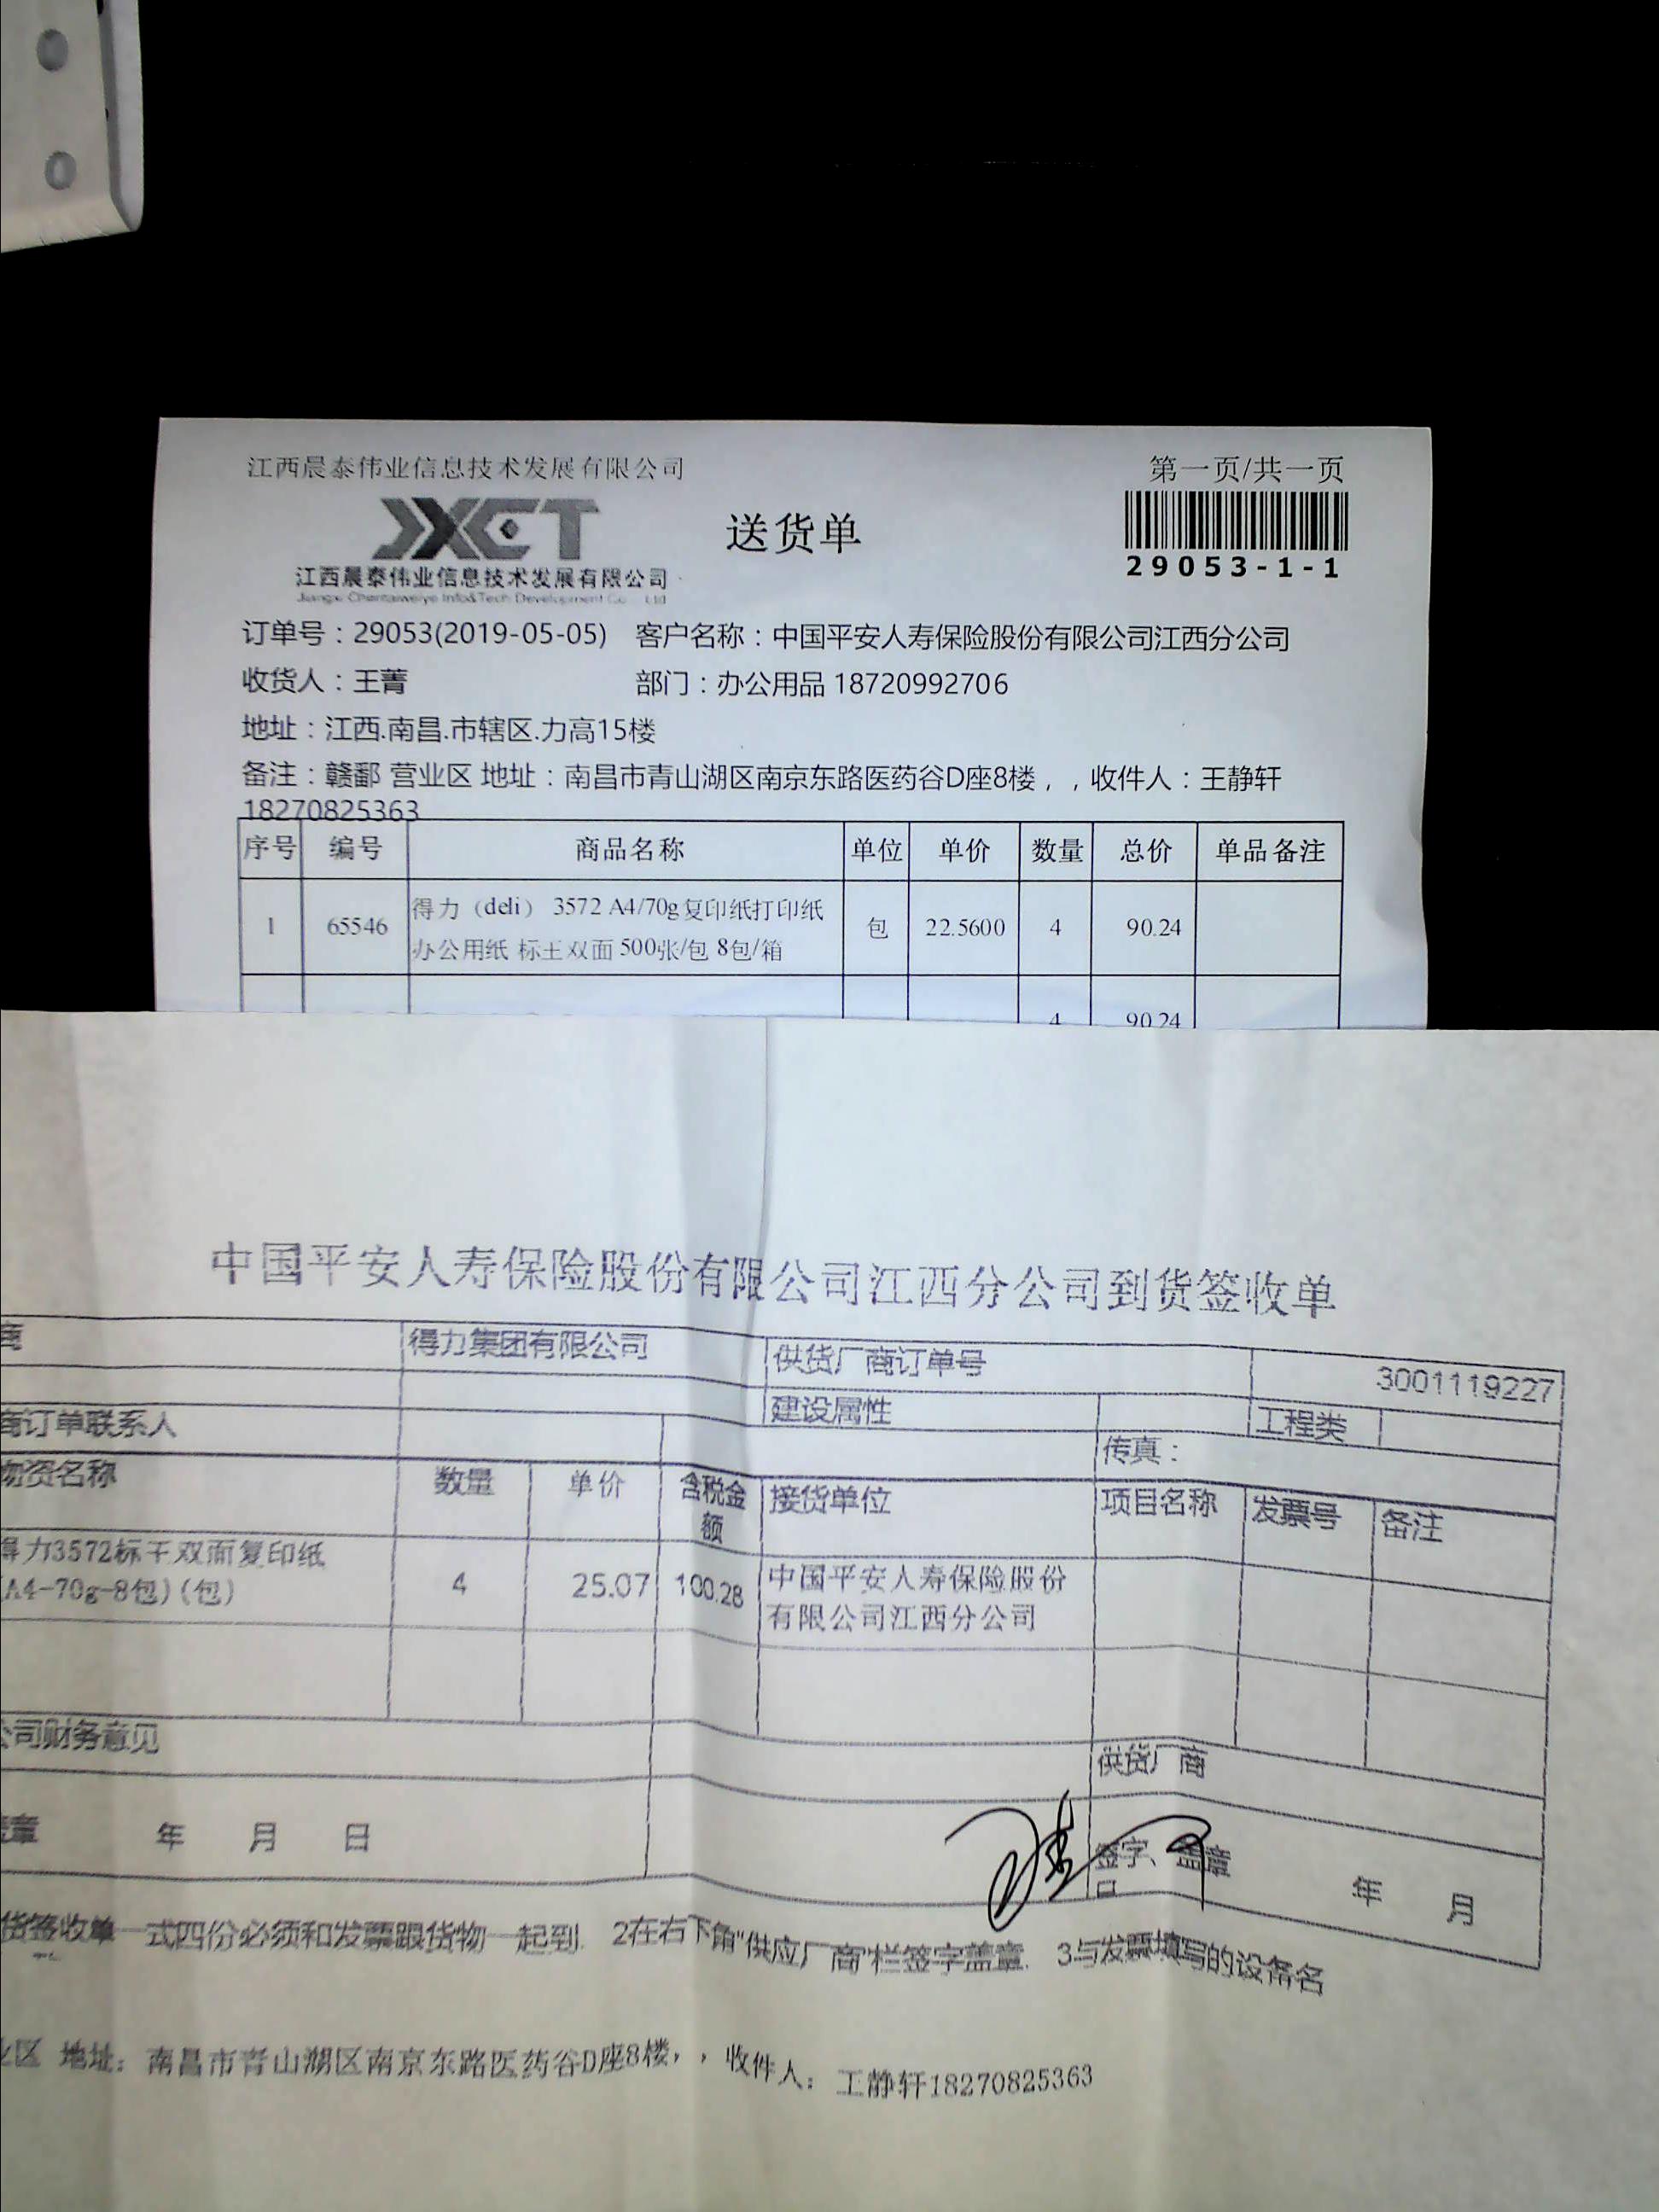 江西晨泰伟业信息技术发展有限公司
第一页/共一页
JXCT
送货单
29053-1-1
江西晨泰伟业信息技术发展有限公司
Jiangxi Chentaiweiye Info&Tech Development Co., Ltd
订单号：29053(2019-05-05) 客户名称：中国平安人寿保险股份有限公司江西分公司
收货人：王菁 部门：办公用品 18720992706
地址：江西.南昌.市辖区.力高15楼
备注：赣鄱 营业区 地址：南昌市青山湖区南京东路医药谷D座8楼，，收件人：王静轩
18270825363
序号 编号 商品名称 单位 单价 数量 总价 单品备注
得力（deli） 3572 A4/70g复印纸打印纸
1 65546 包 22.5600 4 90.24
办公用纸 标王双面 500张/包 8包/箱
4 90.24
中国平安人寿保险股份有限公司江西分公司到货签收单
商 得力集团有限公司 供货厂商订单号 3001119227
建设属性 工程类
商订单联系人 传真：
物资名称 数量 单价 含税金额 接货单位 项目名称 发票号 备注
得力3572标王双面复印纸
(A4-70g-8包)(包) 4 25.07 100.28 中国平安人寿保险股份
有限公司江西分公司
公司财务意见 供货厂商
盖章 年 月 日 签字、盖章 年 月
日
货签收单一式四份必须和发票跟货物一起到. 2在右下角"供应厂商"栏签字盖章. 3与发票填写的设备名
业区 地址：南昌市青山湖区南京东路医药谷D座8楼，，收件人：王静轩18270825363